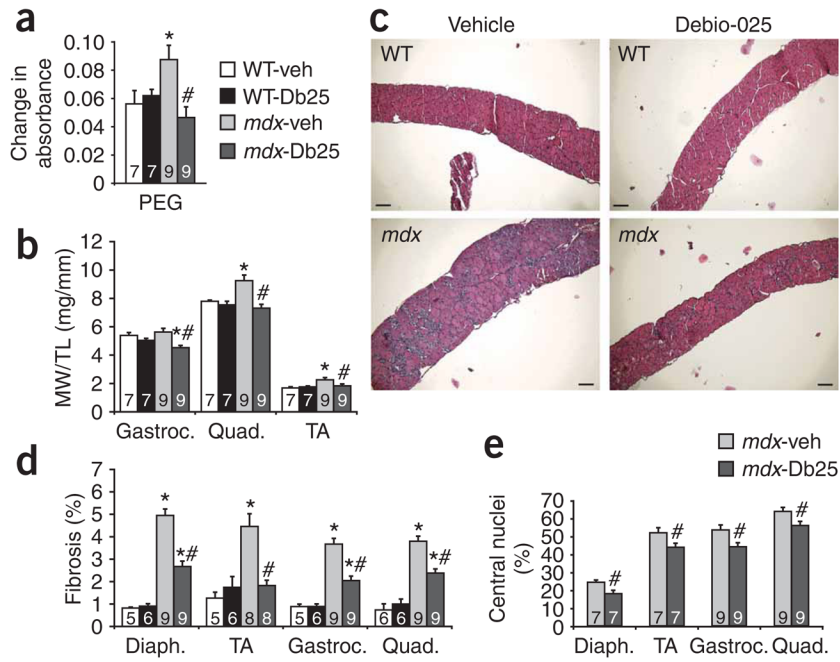 a
0.10
0.08
0.06
0.04
0.02
0
Change in
absorbance
*
#
7 7 9 9
PEG
WT-veh
WT-Db25
mdx-veh
mdx-Db25
b
12
10
8
6
4
2
0
MW/TL (mg/mm)
*#
*
#
*
#
7 7 9 9 7 7 9 9 7 7 9 9
Gastroc. Quad. TA
c
Vehicle Debio-025
WT WT
mdx mdx
d
7
6
5
4
3
2
1
0
Fibrosis (%)
*
*#
*
#
*
*#
*
*#
5 6 9 9 5 6 8 8 5 6 9 9 6 6 9 9
Diaph. TA Gastroc. Quad.
e
mdx-veh
mdx-Db25
70
60
50
40
30
20
10
0
Central nuclei
(%)
#
#
#
#
7 7 7 7 9 9 9 9
Diaph. TA Gastroc. Quad.